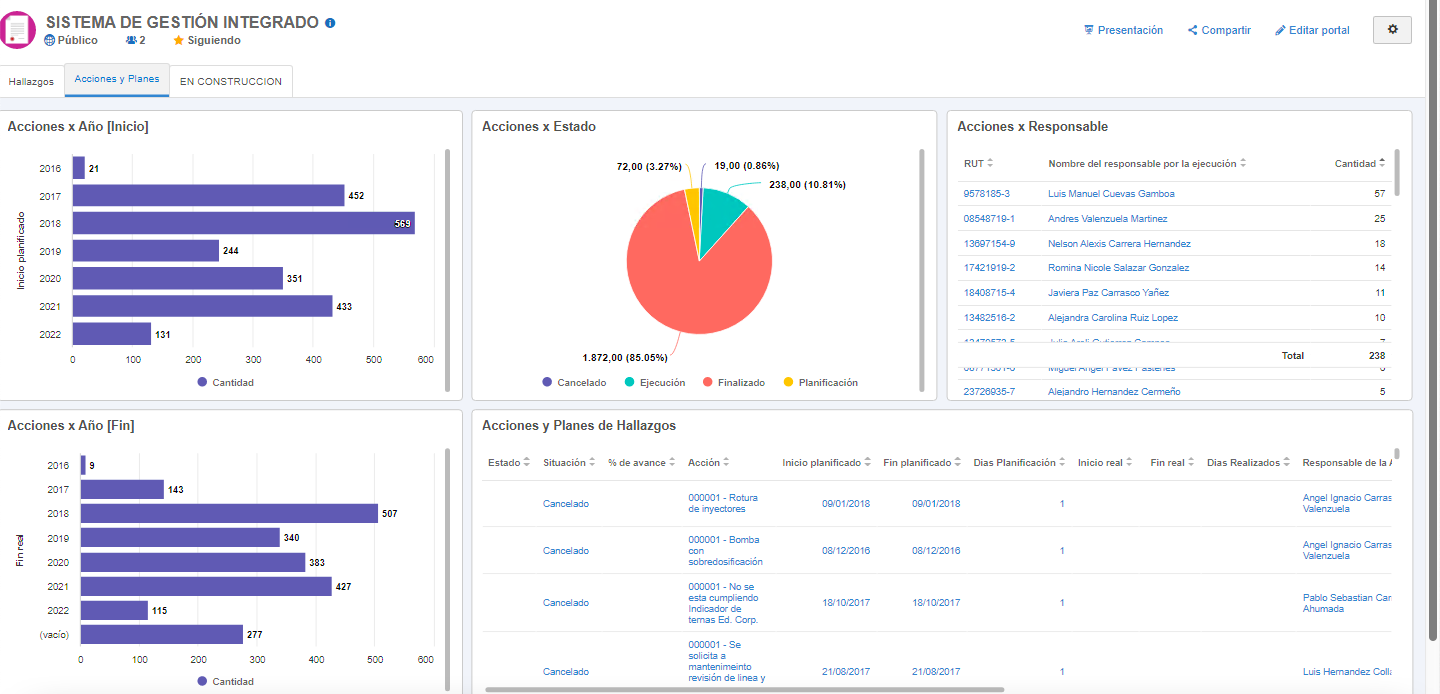 SISTEMA DE GESTIÓN INTEGRADO
Público 2 Siguiendo
Presentación Compartir Editar portal
Hallazgos Acciones y Planes EN CONSTRUCCION
Acciones x Año [Inicio]
Inicio planificado
2016 21
2017 452
2018 569
2019 244
2020 351
2021 433
2022 131
0 100 200 300 400 500 600
Cantidad
Acciones x Estado
72,00 (3.27%) 19,00 (0.86%)
238,00 (10.81%)
1.872,00 (85.05%)
Cancelado Ejecución Finalizado Planificación
Acciones x Responsable
RUT Nombre del responsable por la ejecución Cantidad
9578185-3 Luis Manuel Cuevas Gamboa 57
08548719-1 Andres Valenzuela Martinez 25
13697154-9 Nelson Alexis Carrera Hernandez 18
17421919-2 Romina Nicole Salazar Gonzalez 14
18408715-4 Javiera Paz Carrasco Yañez 11
13482516-2 Alejandra Carolina Ruiz Lopez 10
Total 238
23726935-7 Alejandro Hernandez Cermeño 5
Acciones x Año [Fin]
Fin real
2016 9
2017 143
2018 507
2019 340
2020 383
2021 427
2022 115
(vacío) 277
0 100 200 300 400 500 600
Cantidad
Acciones y Planes de Hallazgos
Estado Situación % de avance Acción Inicio planificado Fin planificado Dias Planificación Inicio real Fin real Dias Realizados Responsable de la A
Cancelado 000001 - Rotura de inyectores 09/01/2018 09/01/2018 1 Angel Ignacio Carras Valenzuela
Cancelado 000001 - Bomba con sobredosificación 08/12/2016 08/12/2016 1 Angel Ignacio Carras Valenzuela
Cancelado 000001 - No se esta cumpliendo Indicador de temas Ed. Corp. 18/10/2017 18/10/2017 1 Pablo Sebastian Car Ahumada
Cancelado 000001 - Se solicita a mantenimeinto revisión de linea y 21/08/2017 21/08/2017 1 Luis Hernandez Coll